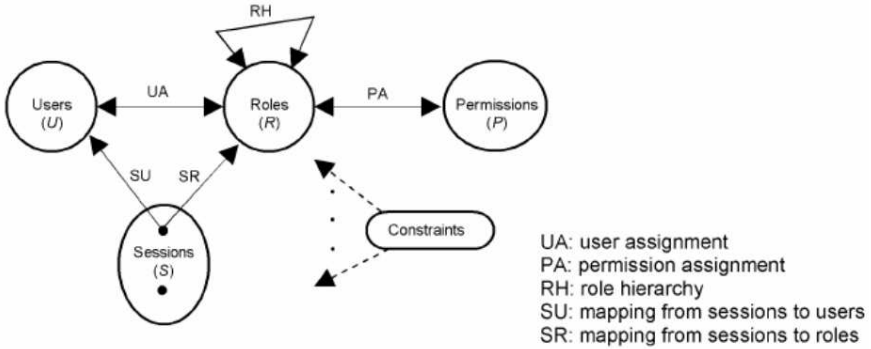 RH
Users
(U)
UA
Roles
(R)
PA
Permissions
(P)
SU
SR
Sessions
(S)
Constraints
UA: user assignment
PA: permission assignment
RH: role hierarchy
SU: mapping from sessions to users
SR: mapping from sessions to roles